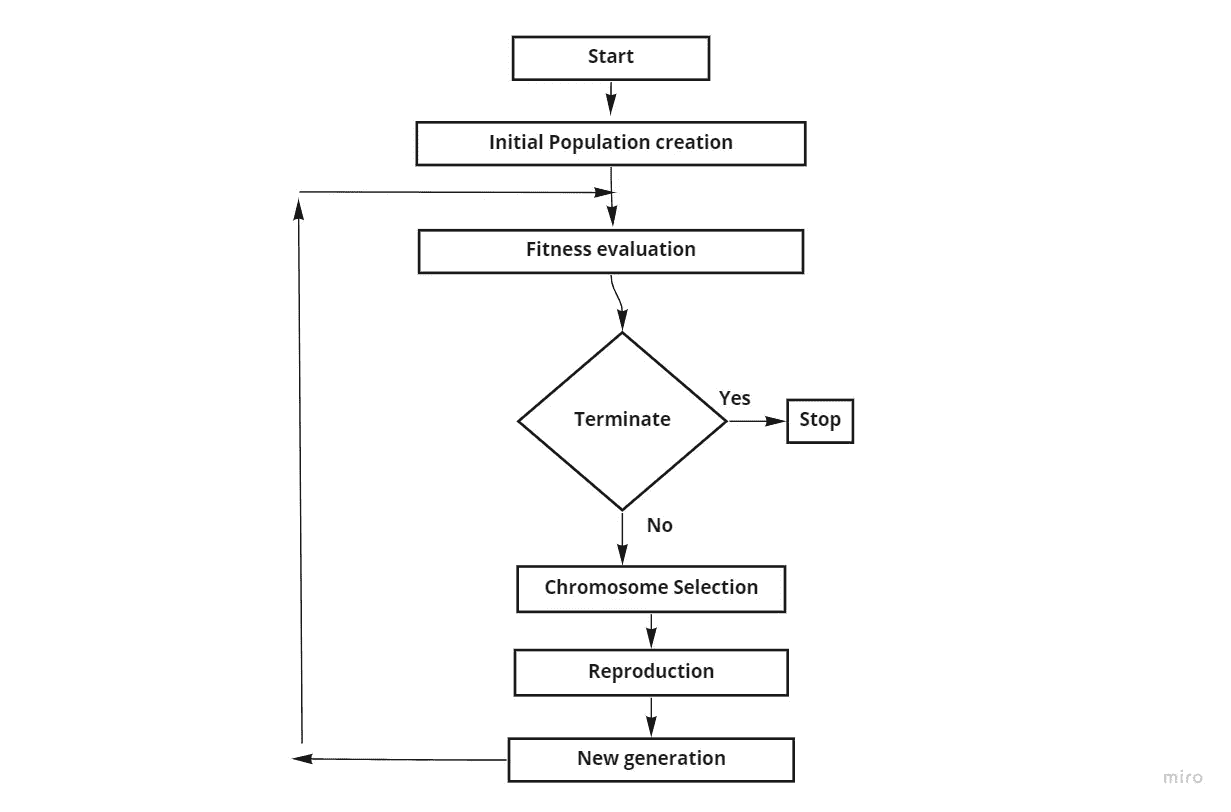 Start
Initial Population creation
Fitness evaluation
Terminate
Yes
Stop
No
Chromosome Selection
Reproduction
New generation
miro